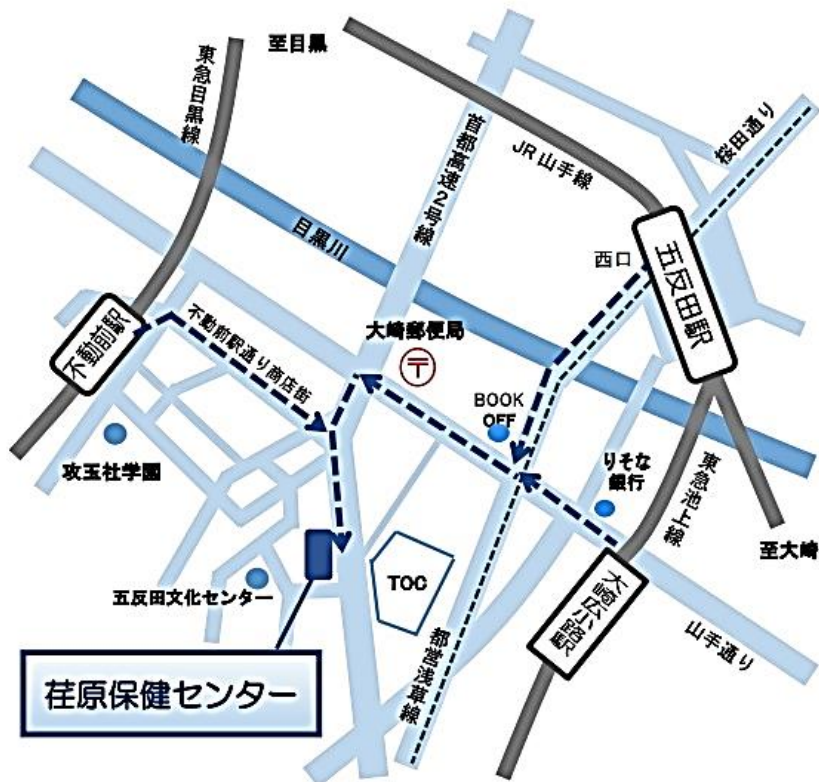 至目黒
東急目黒線
首都高速2号線
JR山手線
桜田通り
目黒川
西口
五反田駅
大崎郵便局
〒
不動前駅
不動前駅通り商店街
BOOK
OFF
攻玉社学園
りそな
銀行
東急池上線
至大崎
TOC
五反田文化センター
大崎広小路駅
山手通り
都営浅草線
荏原保健センター